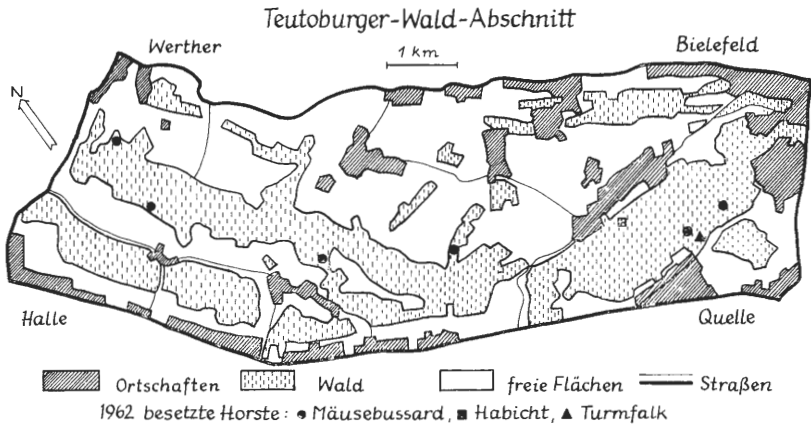 Teutoburger-Wald-Abschnitt
Werther
1 km
Bielefeld
N
Halle
Quelle
Ortschaften Wald freie Flächen Straßen
1962 besetzte Horste: Mäusebussard, Habicht, Turmfalk